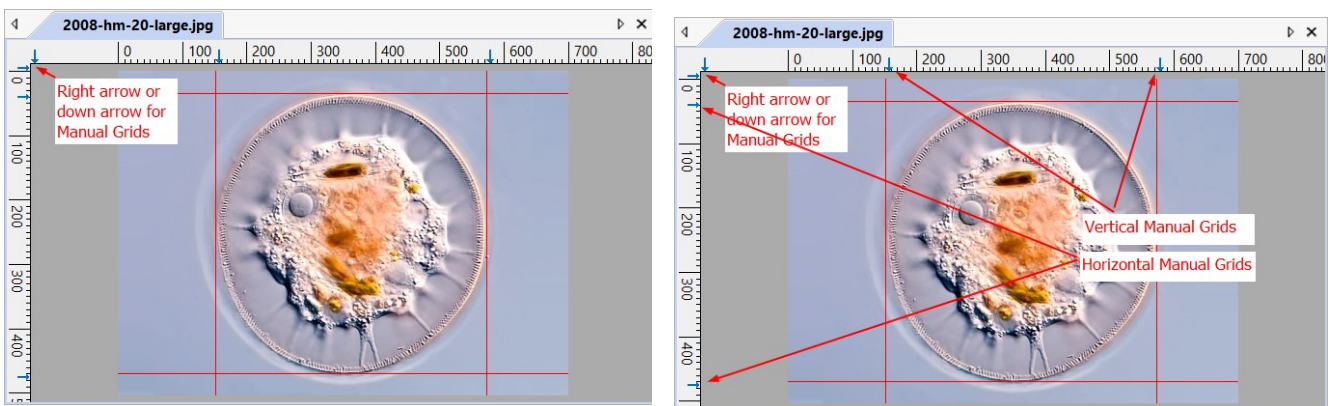 2008-hm-20-large.jpg
0 100 200 300 400 500 600 700 80
Right arrow or
down arrow for
Manual Grids
0
100
200
300
400
2008-hm-20-large.jpg
0 100 200 300 400 500 600 700 80
Right arrow or
down arrow for
Manual Grids
Vertical Manual Grids
Horizontal Manual Grids
0
100
200
300
400